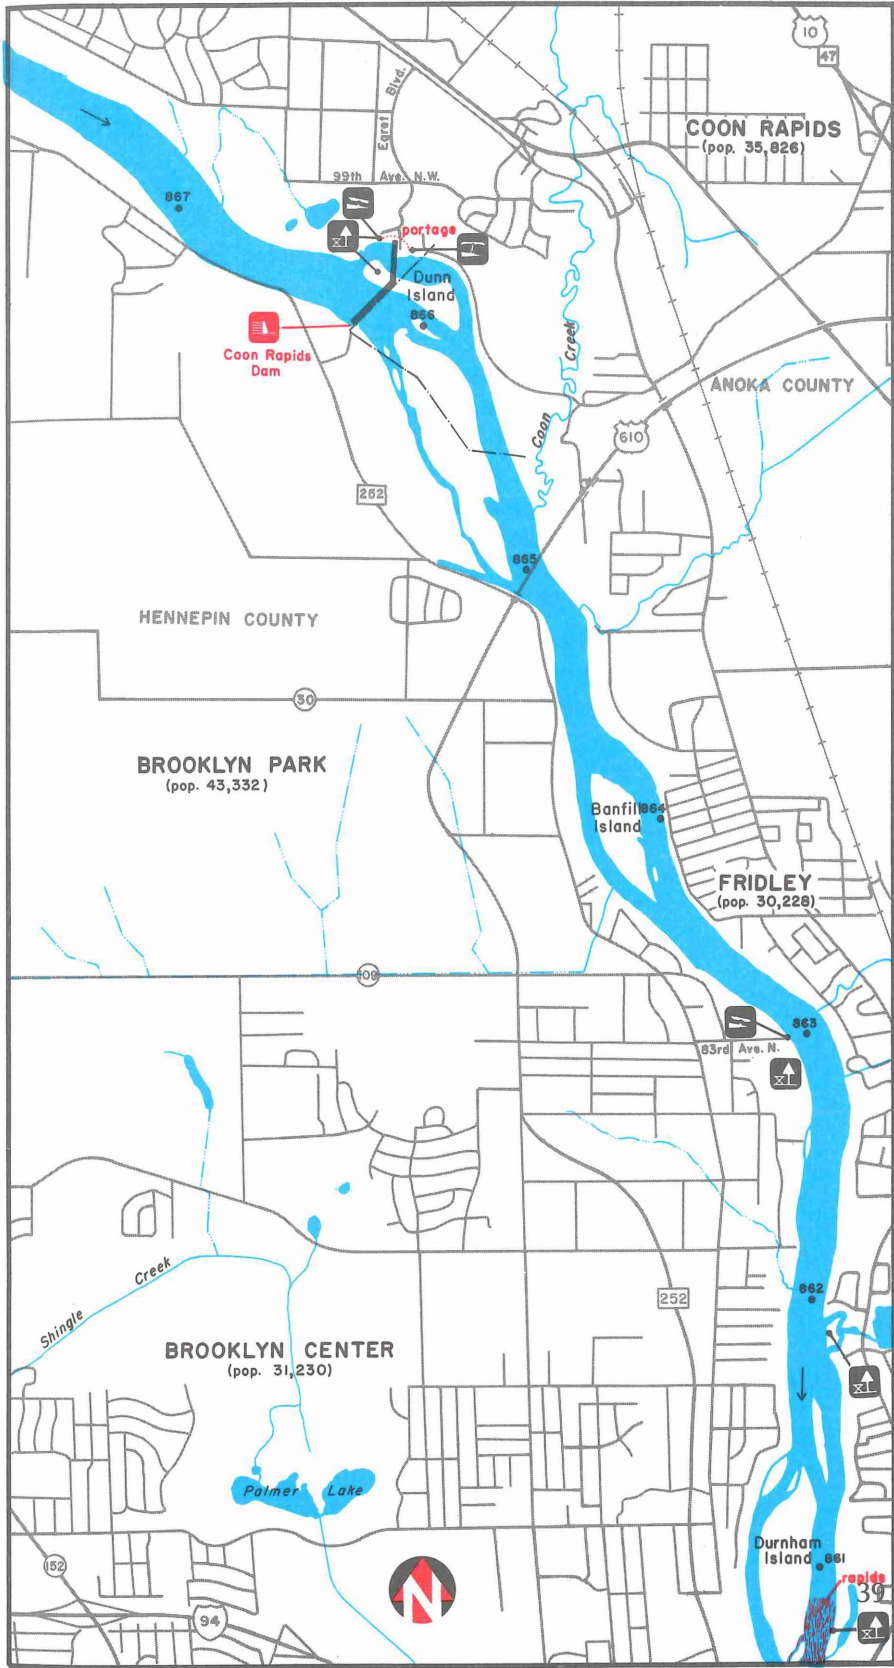 10
47
COON RAPIDS
(pop. 35,826)
Egret Blvd.
99th Ave. N.W.
867
portage
Dunn
Island
866
Coon Rapids
Dam
Coon Creek
ANOKA COUNTY
610
252
865
HENNEPIN COUNTY
30
BROOKLYN PARK
(pop. 43,332)
Banfill
Island
864
FRIDLEY
(pop. 30,228)
109
863
83rd Ave. N.
Shingle Creek
862
252
BROOKLYN CENTER
(pop. 31,230)
Palmer Lake
Durnham
Island
861
rapids
39
152
94
N